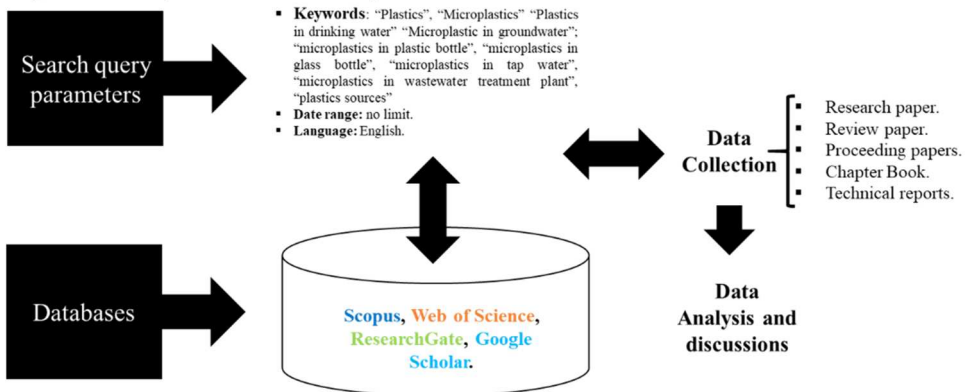 Search query
parameters
▪ Keywords: “Plastics”, “Microplastics” “Plastics
in drinking water” “Microplastic in groundwater”;
“microplastics in plastic bottle”, “microplastics in
glass bottle”, “microplastics in tap water”,
“microplastics in wastewater treatment plant”,
“plastics sources”
▪ Date range: no limit.
▪ Language: English.
Data
Collection
▪ Research paper.
▪ Review paper.
▪ Proceeding papers.
▪ Chapter Book.
▪ Technical reports.
Databases
Scopus, Web of Science,
ResearchGate, Google
Scholar.
Data
Analysis and
discussions